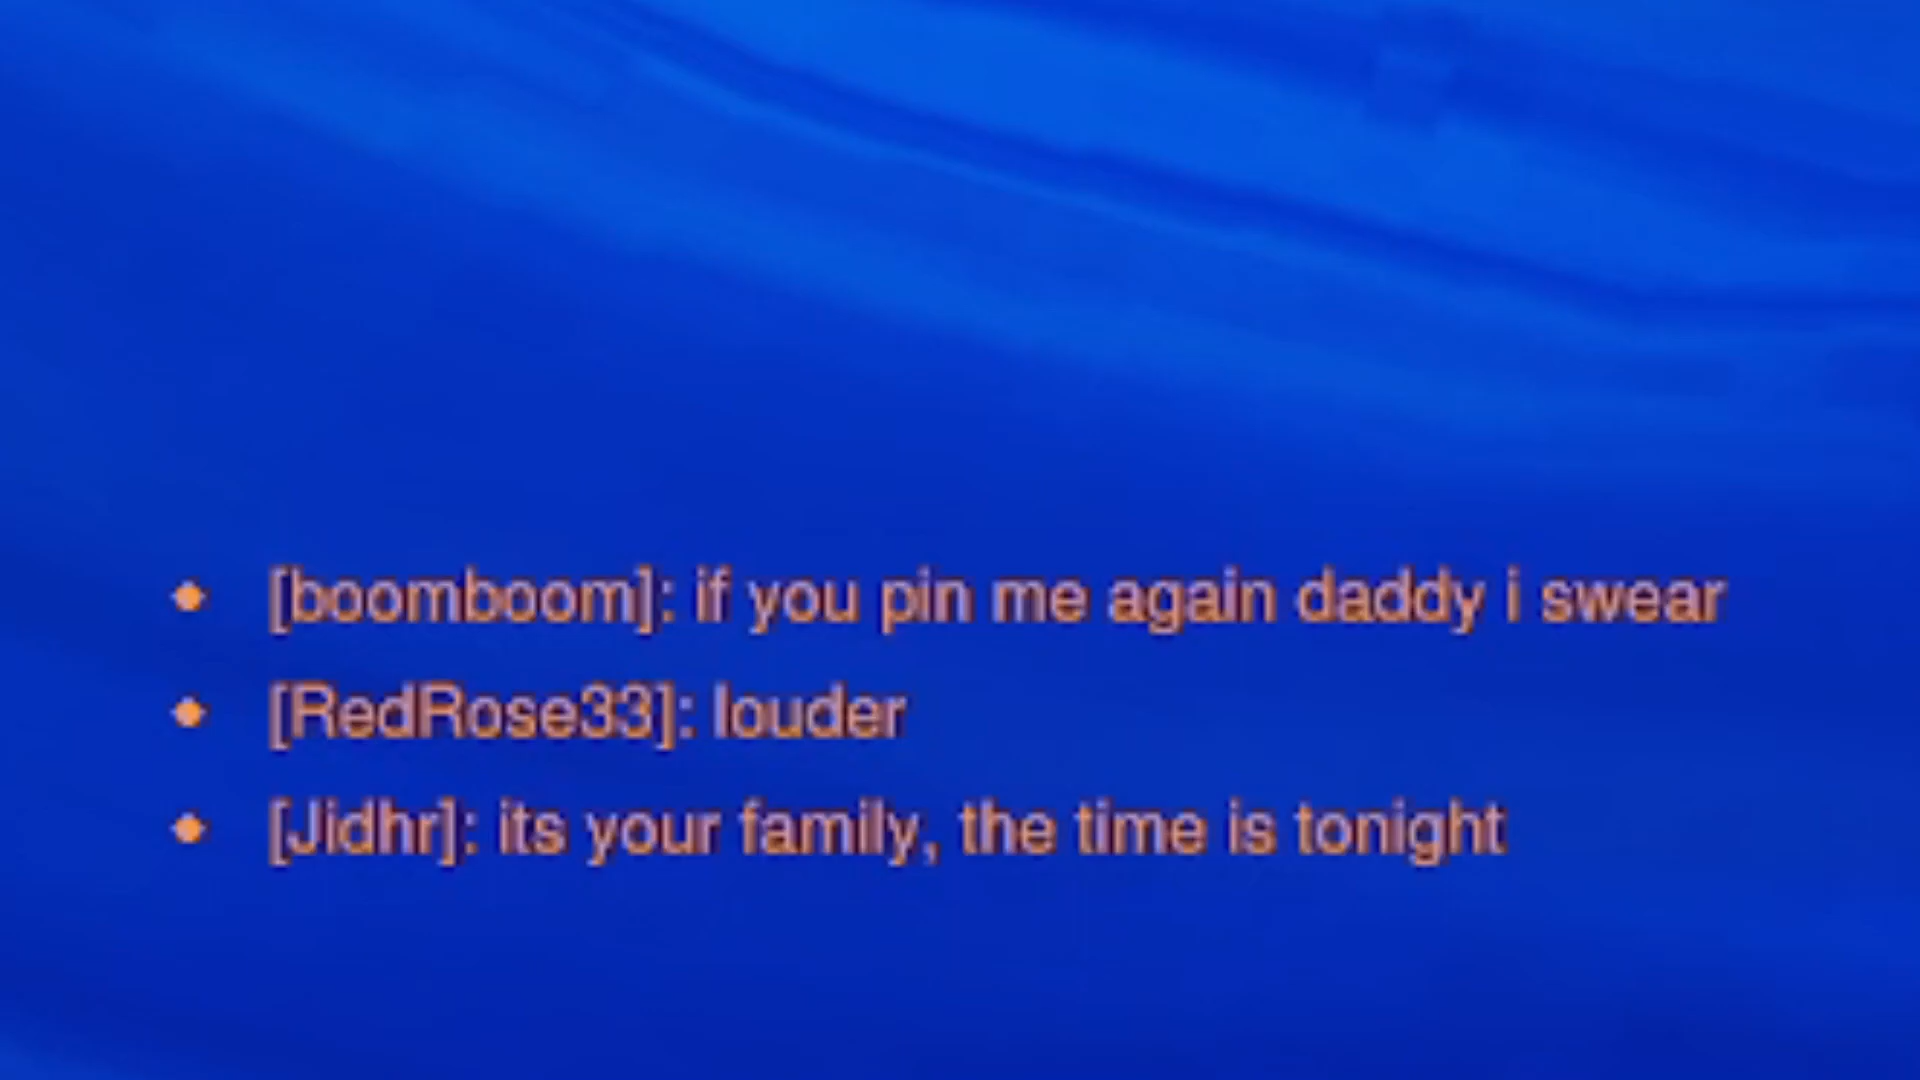 [boomboom]: if you pin me again daddy i swear
[RedRose33]: louder
[Jidhr]: its your family, the time is tonight